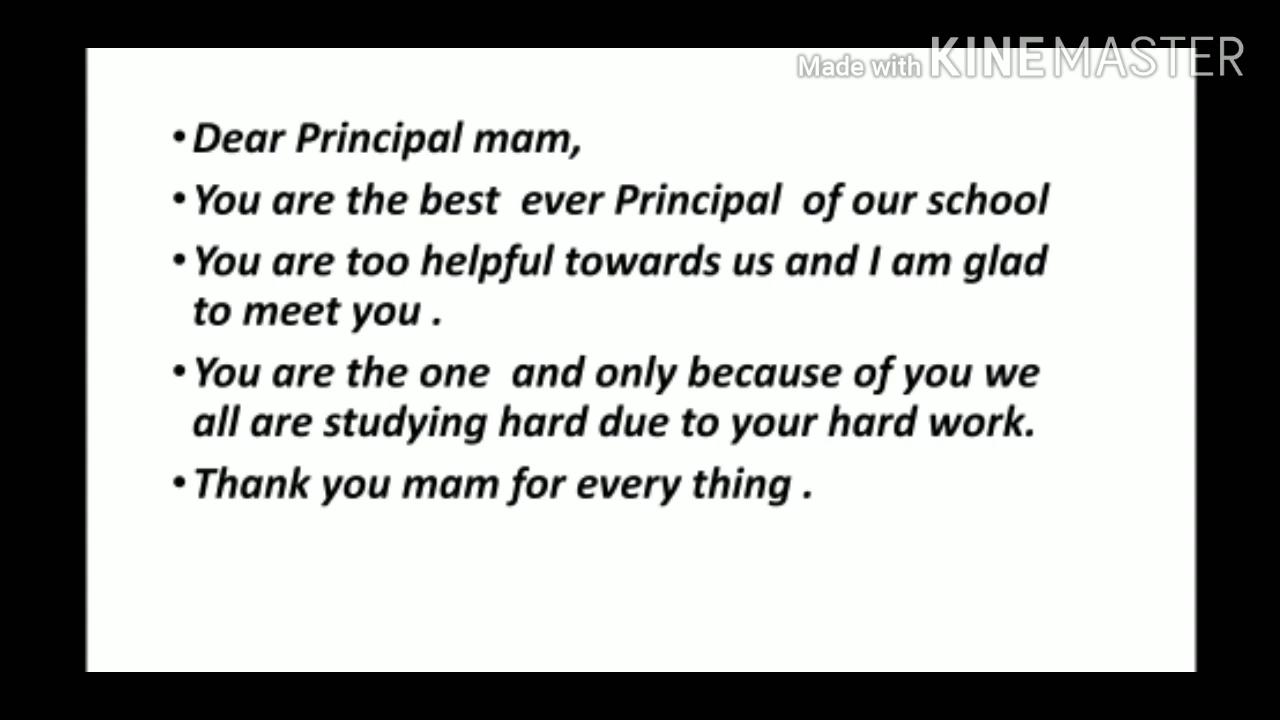 Made with KINEMASTER
• Dear Principal mam,
• You are the best ever Principal of our school
• You are too helpful towards us and I am glad
to meet you .
• You are the one and only because of you we
all are studying hard due to your hard work.
• Thank you mam for every thing .